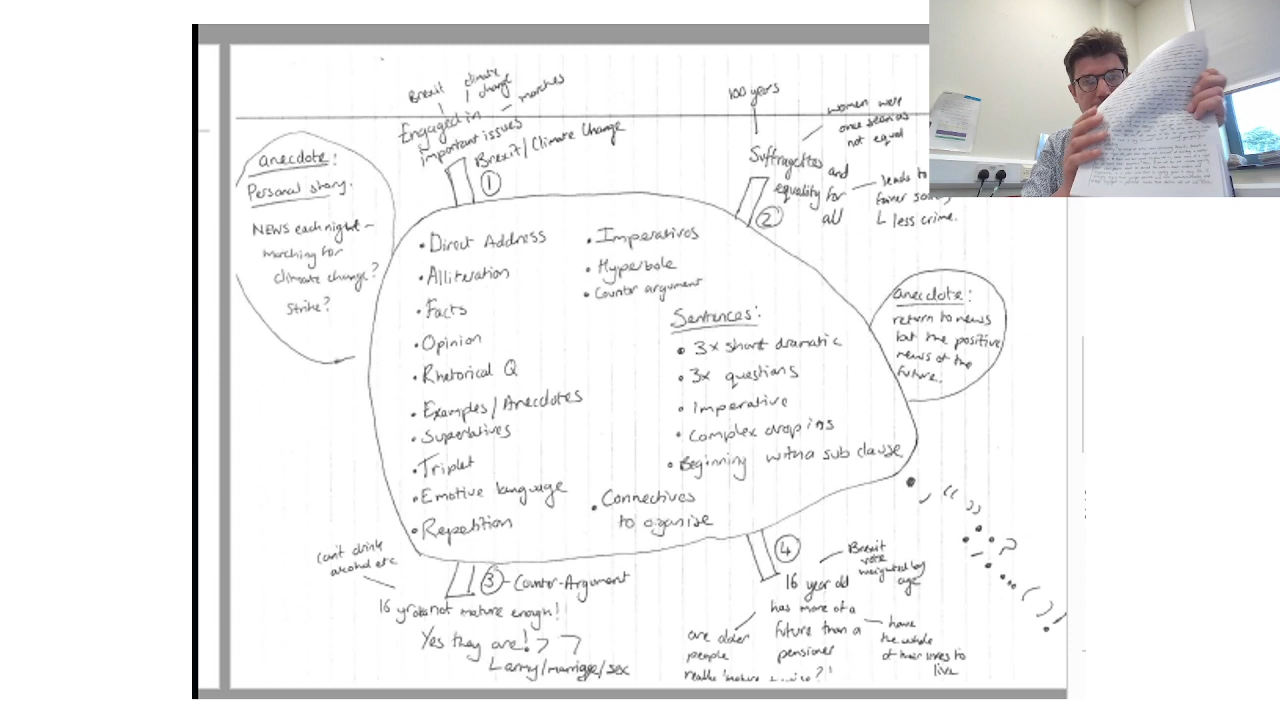 anecdote:
Personal story.
NEWS each night –
marching for
climate change?
strike?
Brexit
climate
change
marches
Engaged in
important issues
Brexit/Climate Change
1
100 years
Suffragettes and
equality for
all
2
women were
once seen as
not equal
leads to
fairer
less crime.
• Direct Address
• Alliteration
• Facts
• Opinion
• Rhetorical Q
• Examples/Anecdotes
• Superlatives
• Triplet
• Emotive language
• Repetition
• Imperatives
• Hyperbole
• Counter argument
Sentences:
• 3x short dramatic
• 3x questions
• Imperative
• Complex drop ins
• Beginning with a sub clause
• Connectives
to organise
anecdote:
return to news
but the positive
news of the
future.
can't drink
alcohol etc
3 - Counter-Argument
16 yr olds not mature enough!
Yes they are!
army/marriage/sex
4
Brexit
vote
weighted by
age
16 year old
has more of a
future than a
pensioner
have
the whole
of their lives to
live
are older
people
really